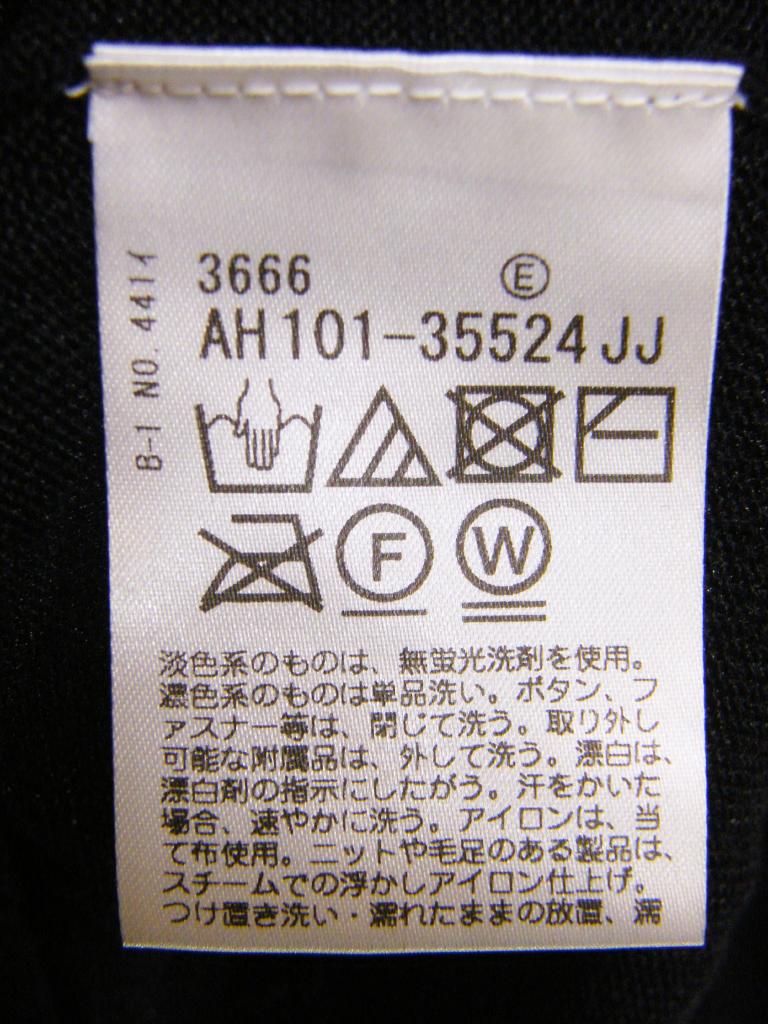 3666 Ⓔ
AH101-35524JJ
F W
淡色系のものは、無蛍光洗剤を使用。
濃色系のものは単品洗い。ボタン、フ
ァスナー等は、閉じて洗う。取り外し
可能な附属品は、外して洗う。漂白は、
漂白剤の指示にしたがう。汗をかいた
場合、速やかに洗う。アイロンは、当
て布使用。ニットや毛足のある製品は、
スチームでの浮かしアイロン仕上げ。
つけ置き洗い・濡れたままの放置、濡
B-1 NO. 441イ